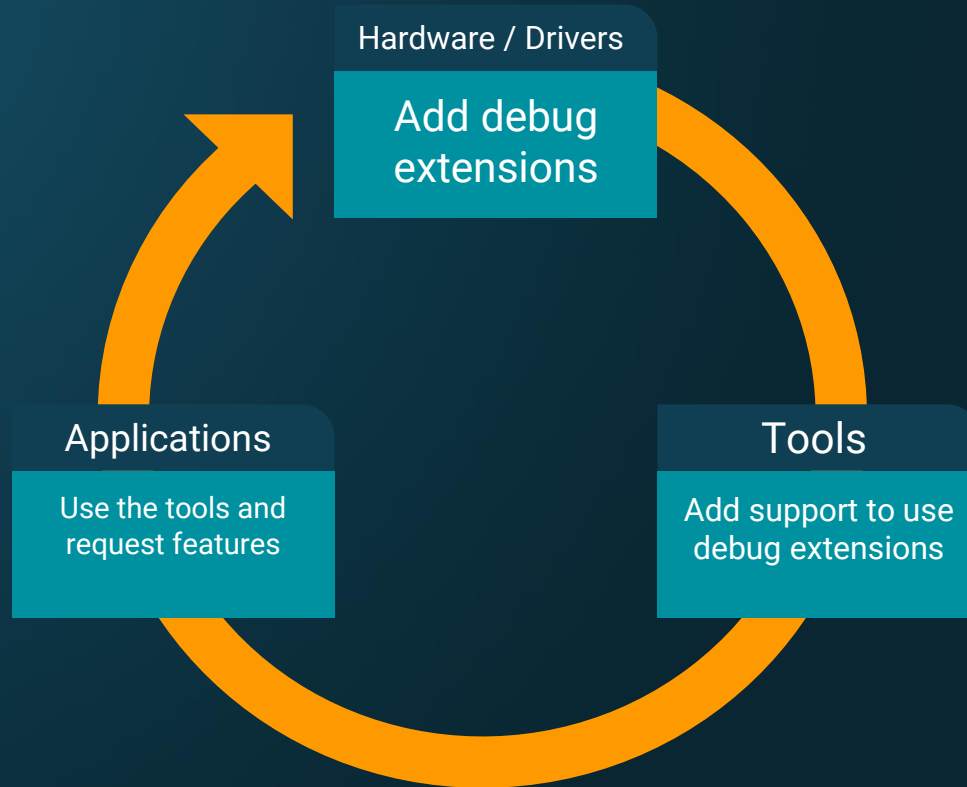 Hardware / Drivers
Add debug
extensions
Applications
Use the tools and
request features
Tools
Add support to use
debug extensions